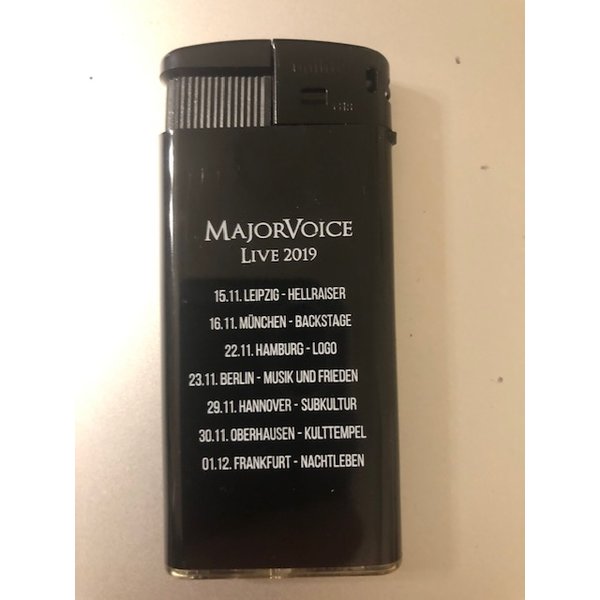 MAJORVOICE
LIVE 2019
15.11. LEIPZIG - HELLRAISER
16.11. MÜNCHEN - BACKSTAGE
22.11. HAMBURG - LOGO
23.11. BERLIN - MUSIK UND FRIEDEN
29.11. HANNOVER - SUBKULTUR
30.11. OBERHAUSEN - KULTTEMPEL
01.12. FRANKFURT - NACHTLEBEN